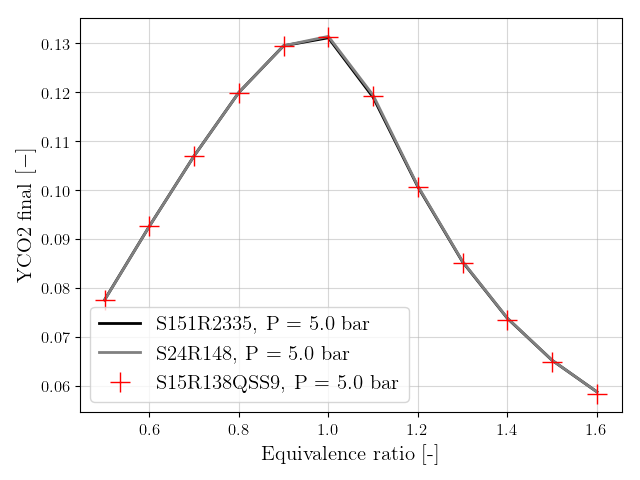 0.13
0.12
0.11
0.10
0.09
0.08
0.07
0.06
YCO2 final [−]
S151R2335, P = 5.0 bar
S24R148, P = 5.0 bar
S15R138QSS9, P = 5.0 bar
0.6 0.8 1.0 1.2 1.4 1.6
Equivalence ratio [-]